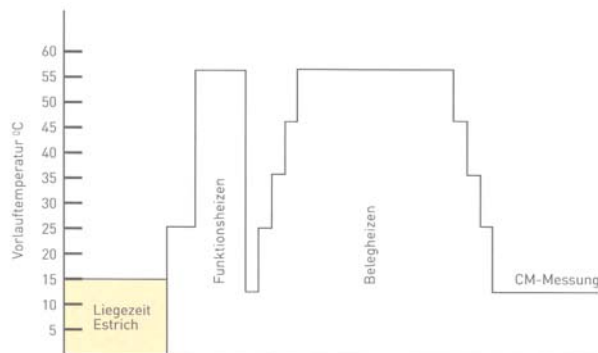 Vorlauftemperatur ºC
60
55
50
45
40
35
30
25
20
15
10
5
Liegezeit
Estrich
Funktionsheizen
Belegheizen
CM-Messung